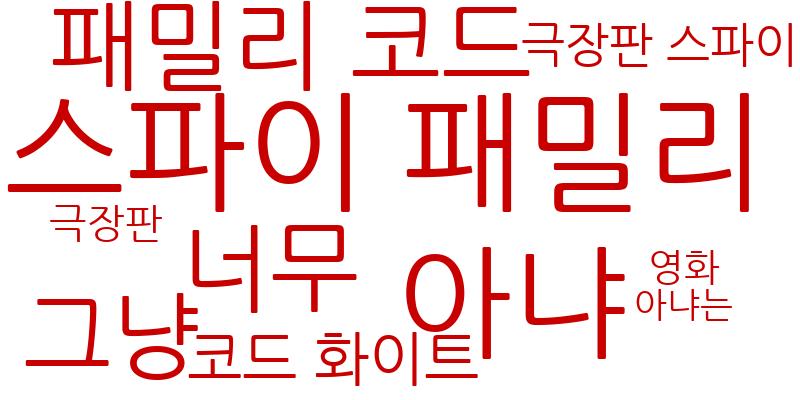 패밀리 코드
극장판 스파이
스파이 패밀리
극장판
너무
아냐
영화
아냐는
그냥
코드 화이트